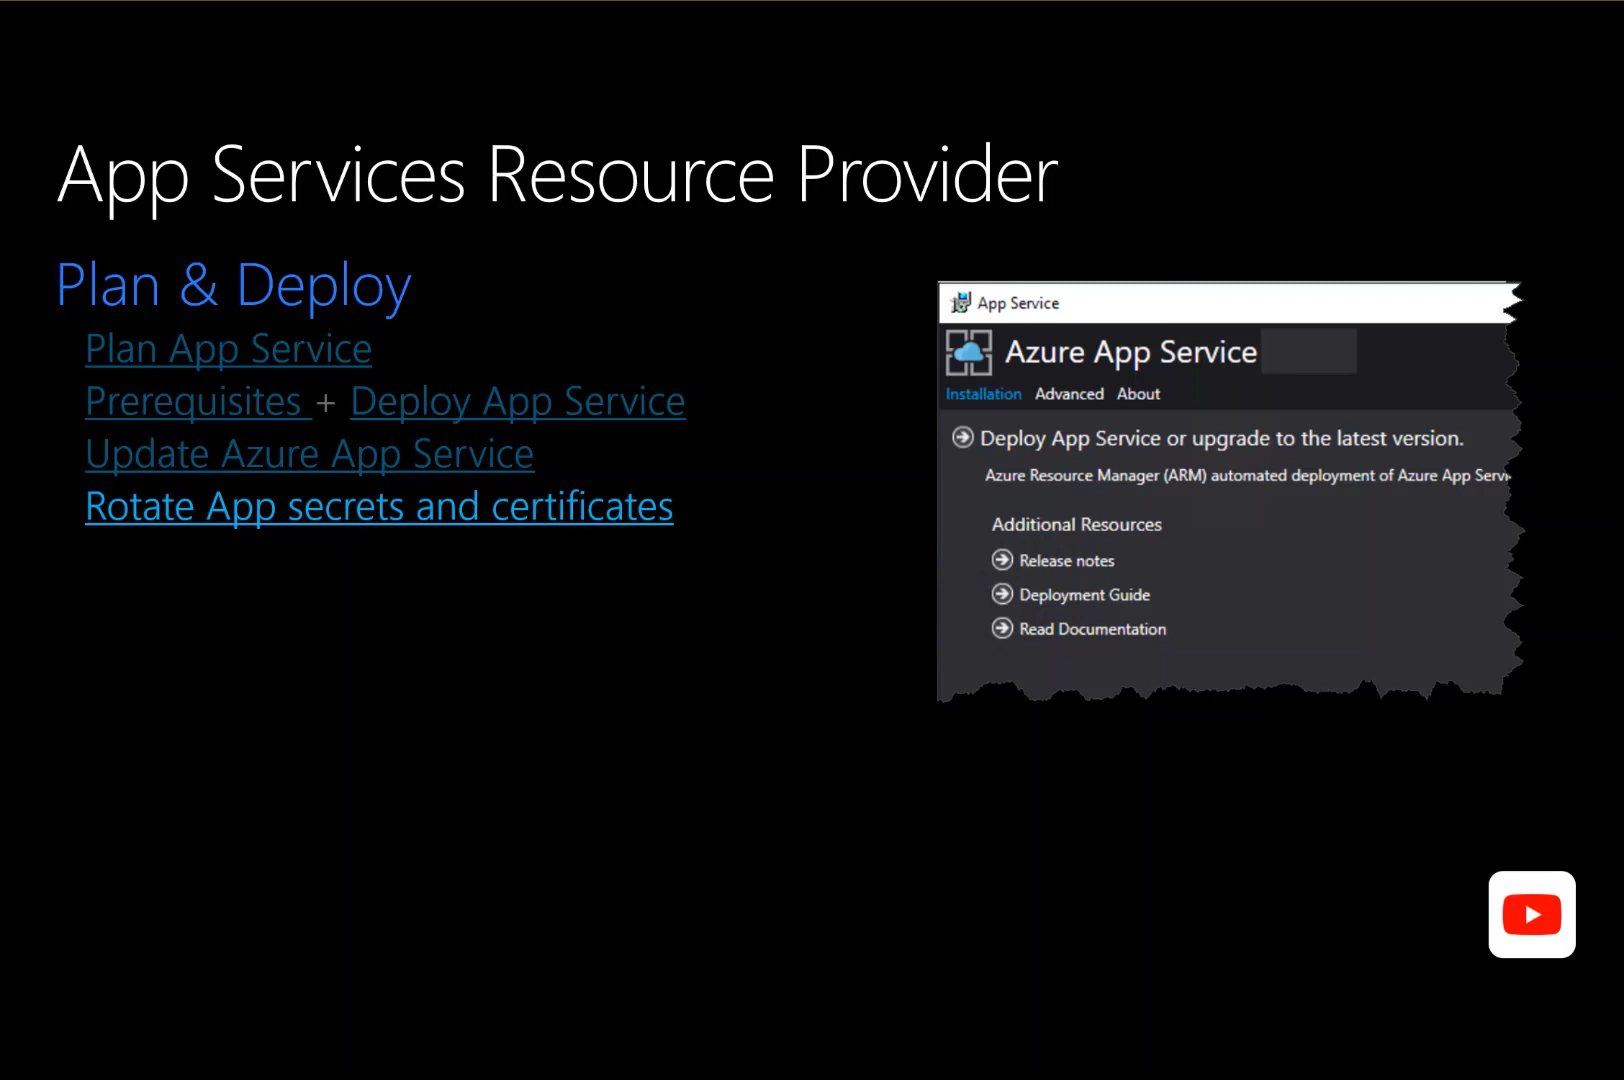 App Services Resource Provider
Plan & Deploy
Plan App Service
Prerequisites + Deploy App Service
Update Azure App Service
Rotate App secrets and certificates
App Service
Azure App Service
Installation Advanced About
Deploy App Service or upgrade to the latest version.
Azure Resource Manager (ARM) automated deployment of Azure App
Additional Resources
Release notes
Deployment Guide
Read Documentation